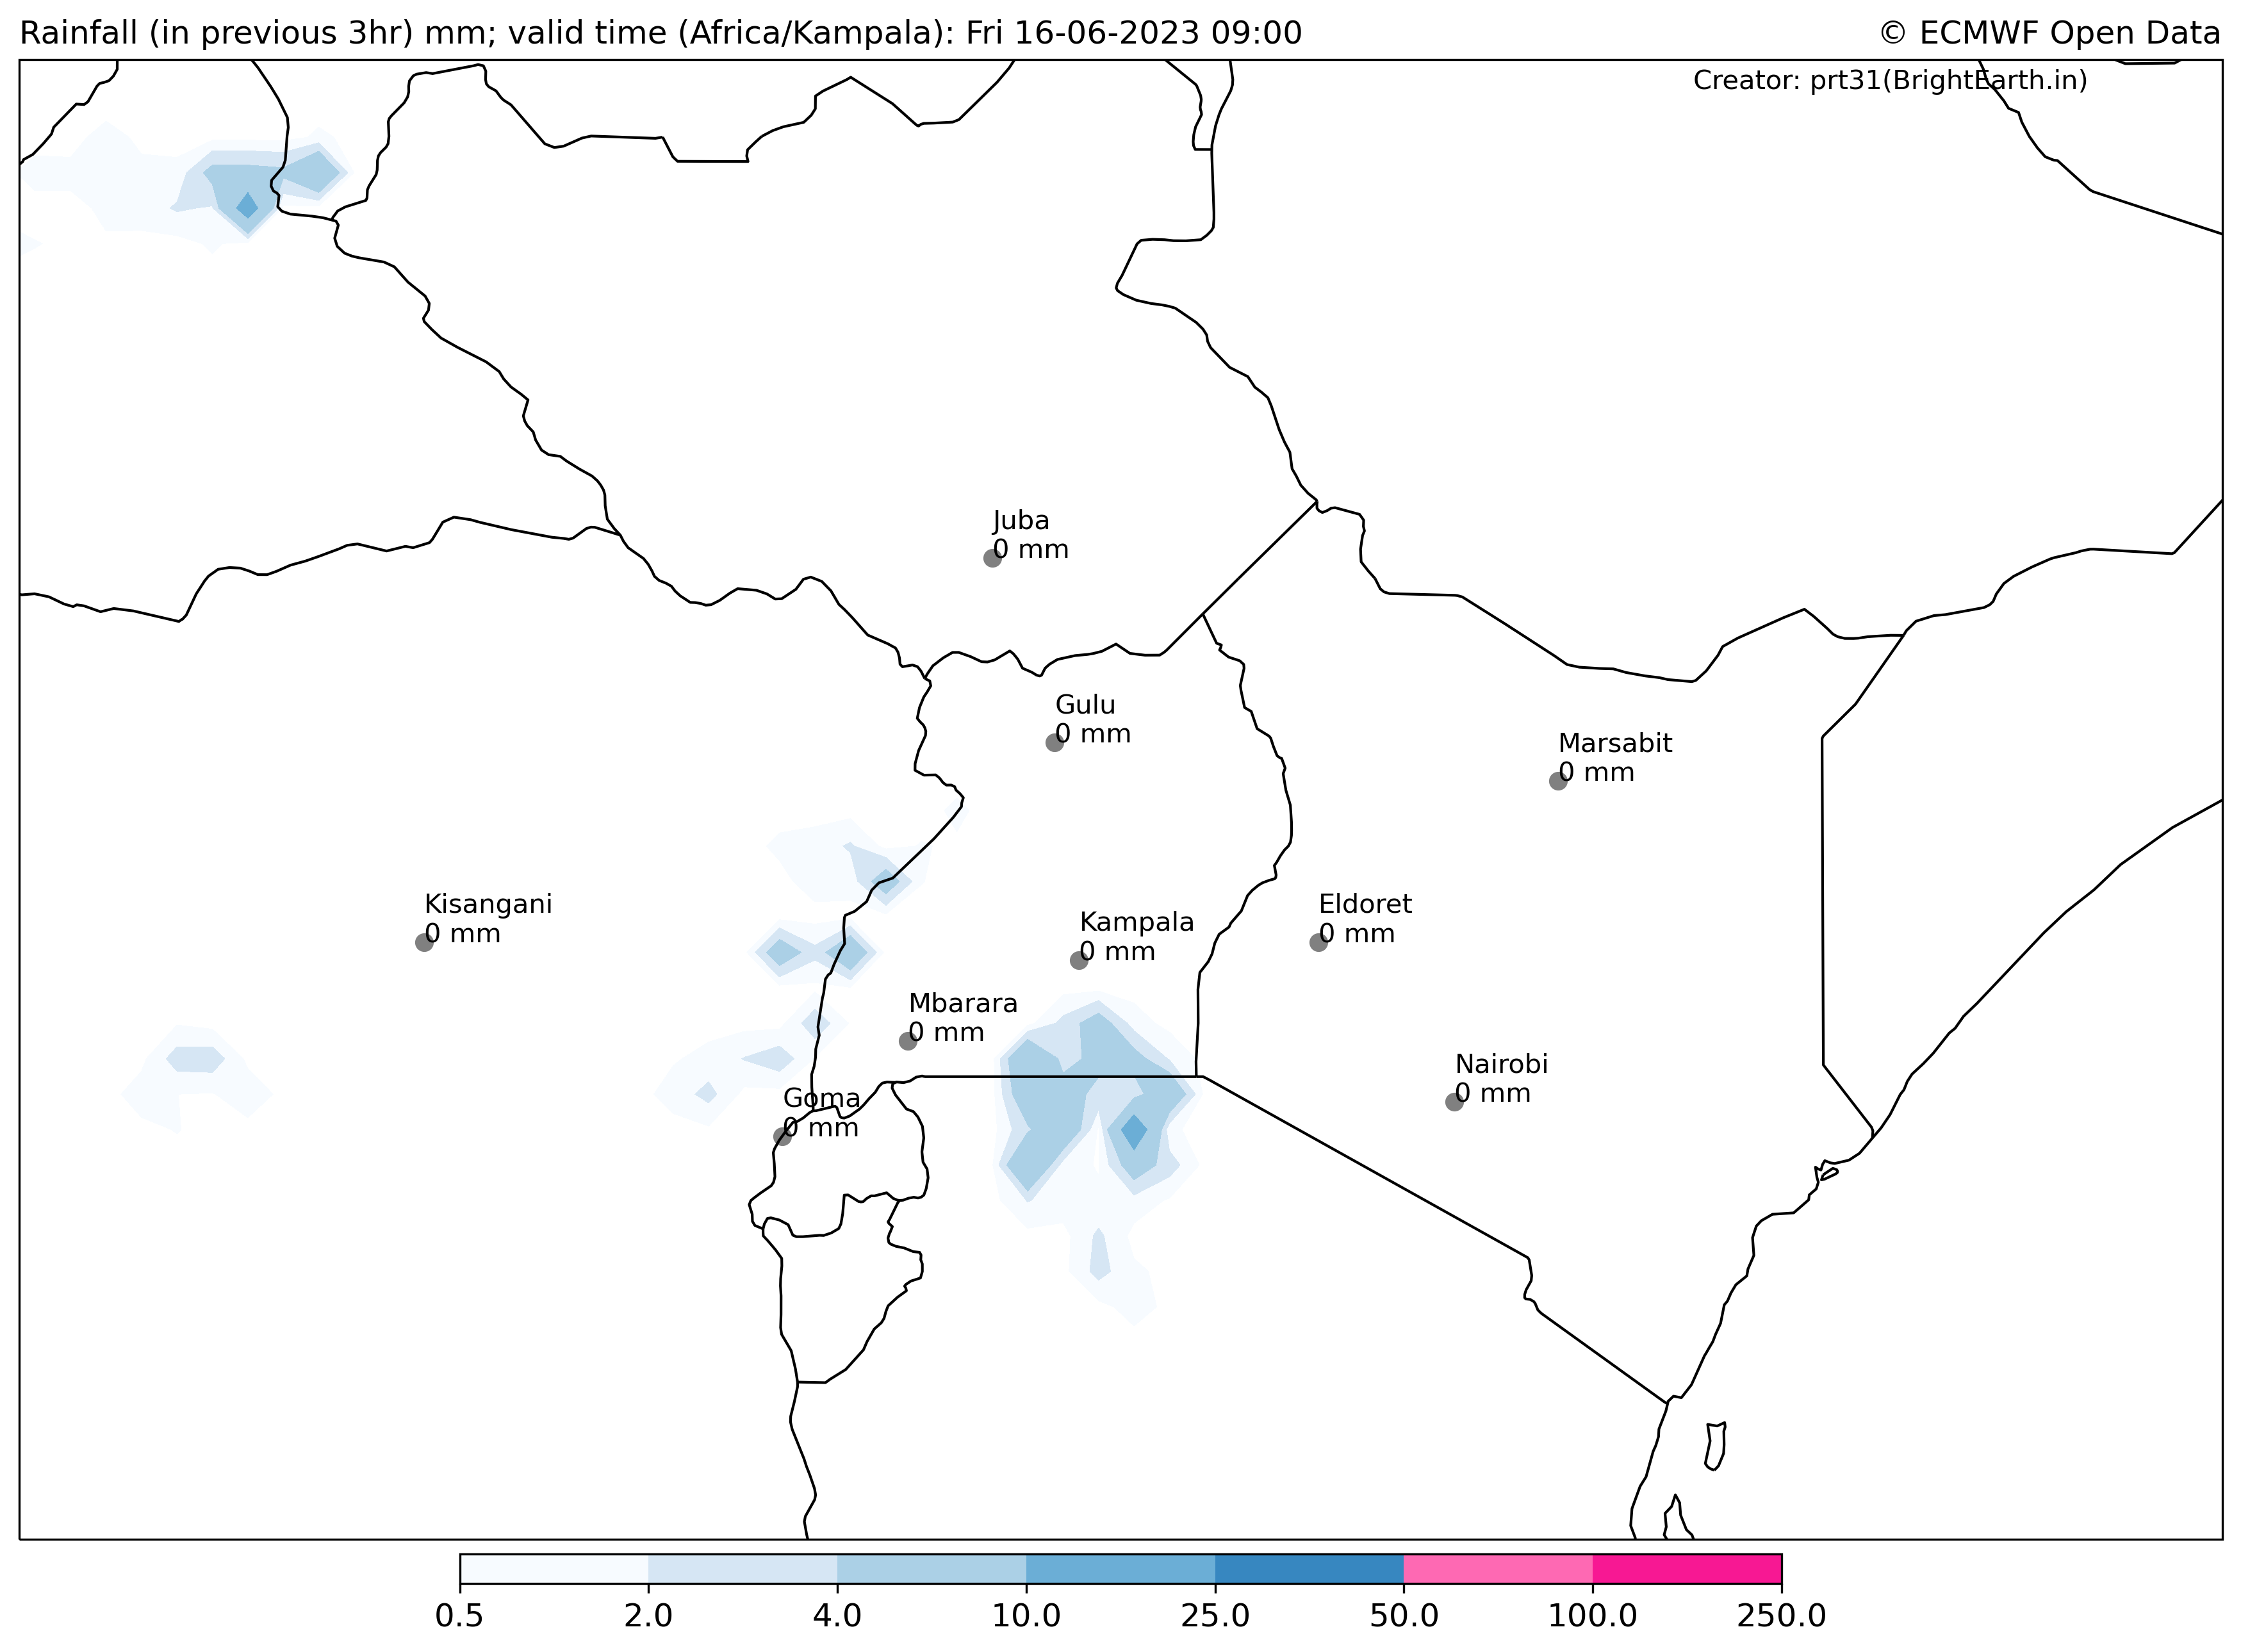 Rainfall (in previous 3hr) mm; valid time (Africa/Kampala): Fri 16-06-2023 09:00
© ECMWF Open Data
Creator: prt31(BrightEarth.in)
Juba
0 mm
Gulu
0 mm
Marsabit
0 mm
Kisangani
0 mm
Kampala
0 mm
Eldoret
0 mm
Mbarara
0 mm
Nairobi
0 mm
Goma
0 mm
0.5 2.0 4.0 10.0 25.0 50.0 100.0 250.0